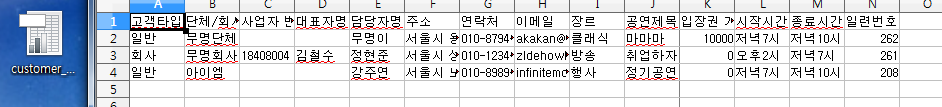 A B C D E F G H I J K L M N
1 고객타입 단체/회 사업자 번 대표자명 담당자명 주소 연락처 이메일 장르 공연제목 입장권 가 시작시간 종료시간 일련번호
2 일반 무명단체 무명이 서울시 010-8794 akakan@ 클래식 마마마 10000 저녁7시 저녁10시 262
3 회사 무명회사 18408004 김철수 정현준 서울시 010-1234 zldehow 방송 취업하자 0 오후2시 저녁7시 261
4 일반 아이엠 강주연 서울시 010-8989 infinitem 행사 정기공연 0 저녁7시 저녁10시 208
5
customer_...